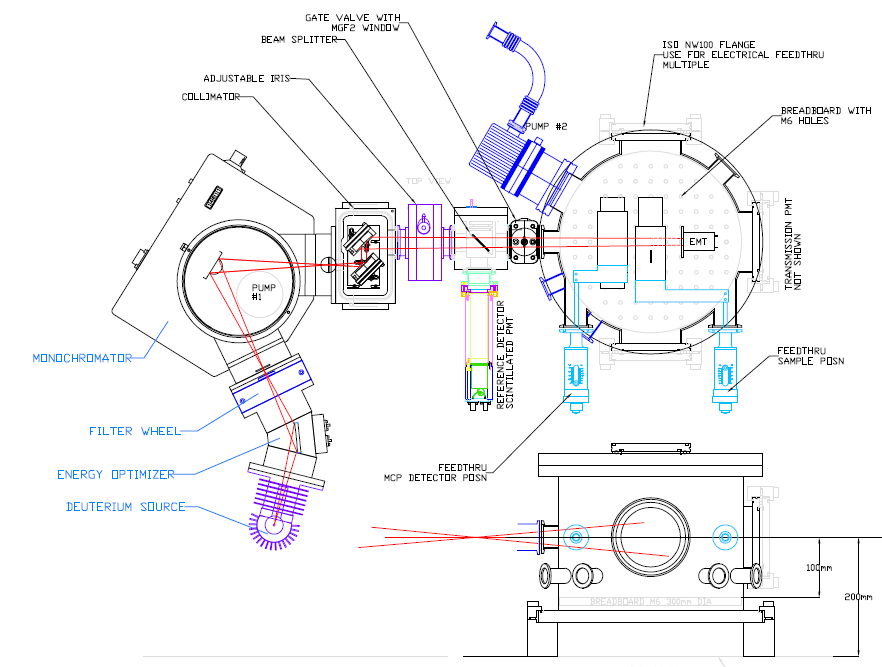 GATE VALVE WITH
MGF2 WINDOW
BEAM SPLITTER
ADJUSTABLE IRIS
COLLIMATOR
ISO NW100 FLANGE
USE FOR ELECTRICAL FEEDTHRU
MULTIPLE
BREADBOARD WITH
M6 HOLES
PUMP #2
TOP VIEW
EMT
TRANSMISSION PMT
NOT SHOWN
PUMP
#1
REFERENCE DETECTOR
SCINTILLATED PMT
MONOCHROMATOR
FEEDTHRU
SAMPLE POSN
FILTER WHEEL
ENERGY OPTIMIZER
FEEDTHRU
MCP DETECTOR POSN
DEUTERIUM SOURCE
100mm
200mm
BREADBOARD M6 300mm DIA